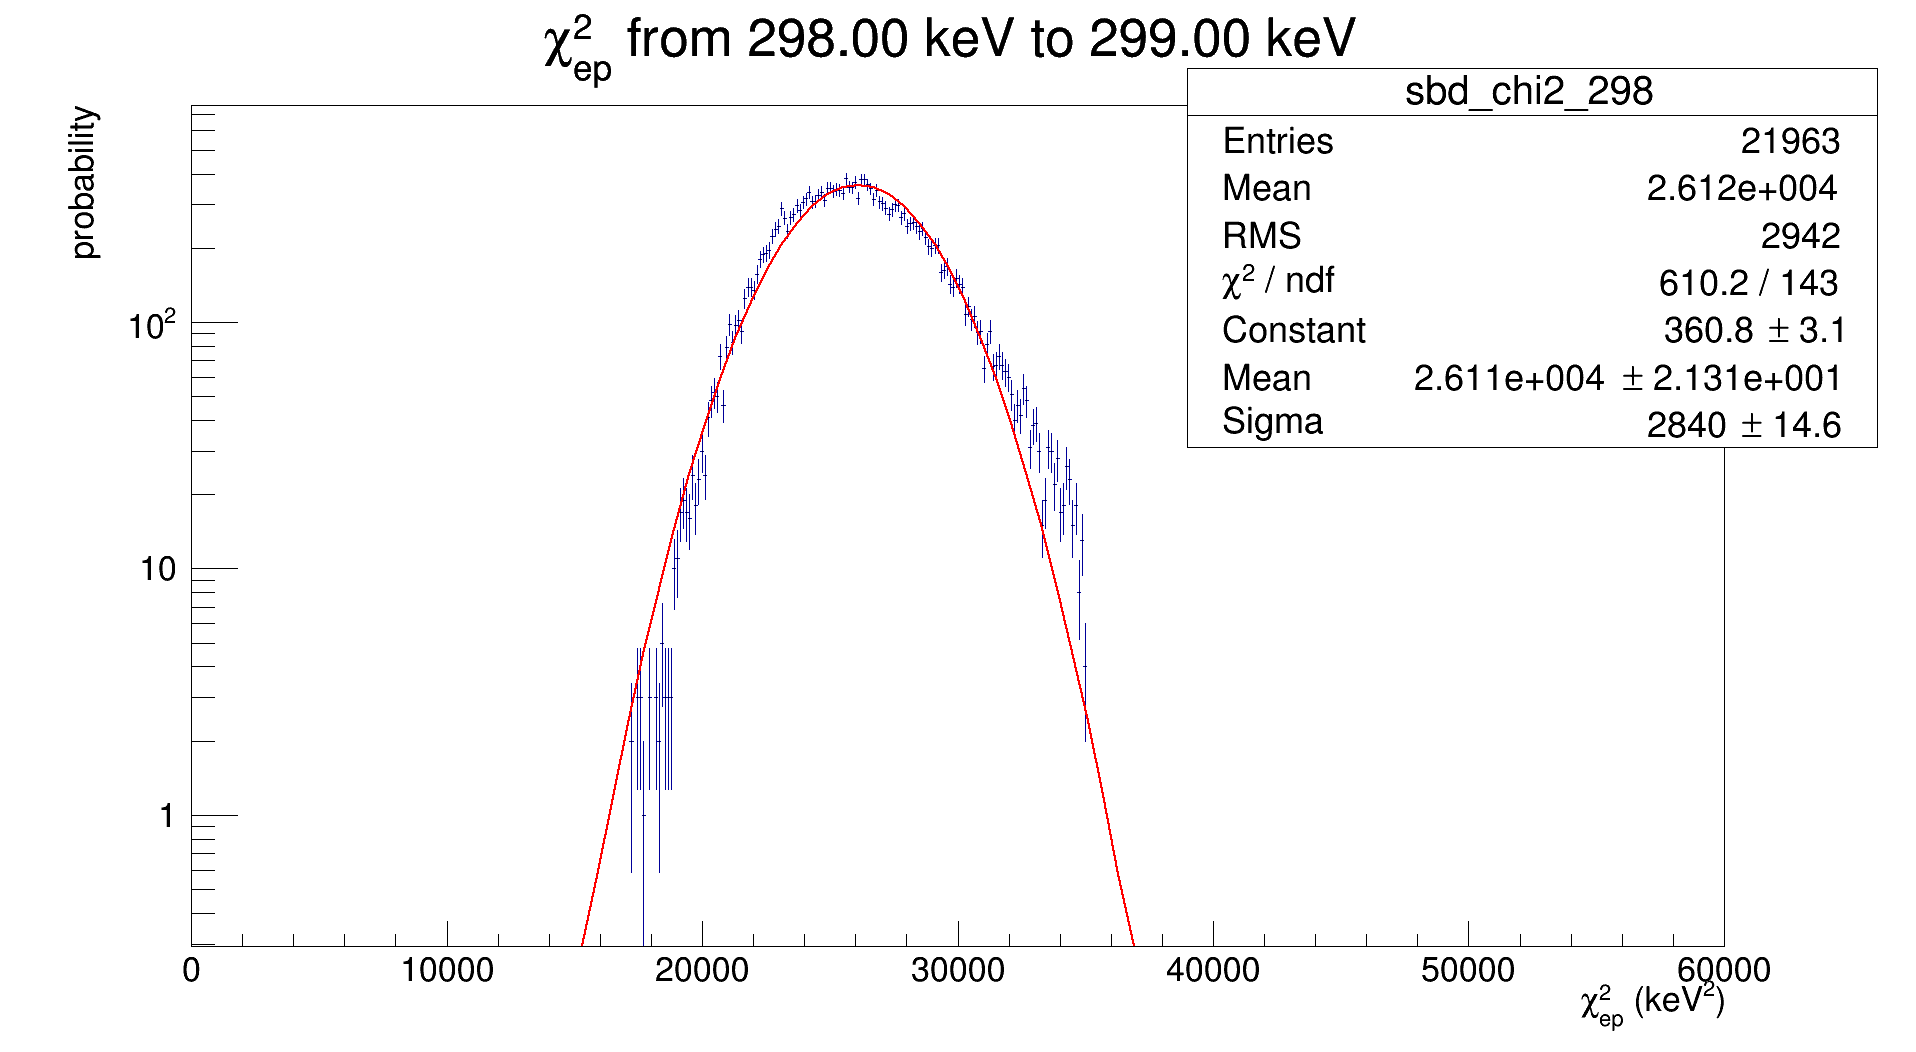 χ²ep from 298.00 keV to 299.00 keV
sbd_chi2_298
Entries 21963
Mean 2.612e+004
RMS 2942
χ² / ndf 610.2 / 143
Constant 360.8 ± 3.1
Mean 2.611e+004 ± 2.131e+001
Sigma 2840 ± 14.6
probability
10²
10
1
0 10000 20000 30000 40000 50000 60000
χ²ep (keV²)